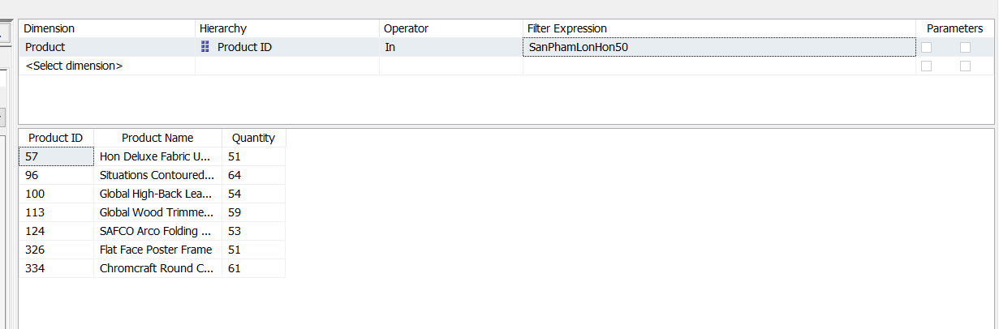 Dimension Hierarchy Operator Filter Expression Parameters
Product Product ID In SanPhamLonHon50
<Select dimension>
Product ID Product Name Quantity
57 Hon Deluxe Fabric U... 51
96 Situations Contoured... 64
100 Global High-Back Lea... 54
113 Global Wood Trimme... 59
124 SAFCO Arco Folding ... 53
326 Flat Face Poster Frame 51
334 Chromcraft Round C... 61